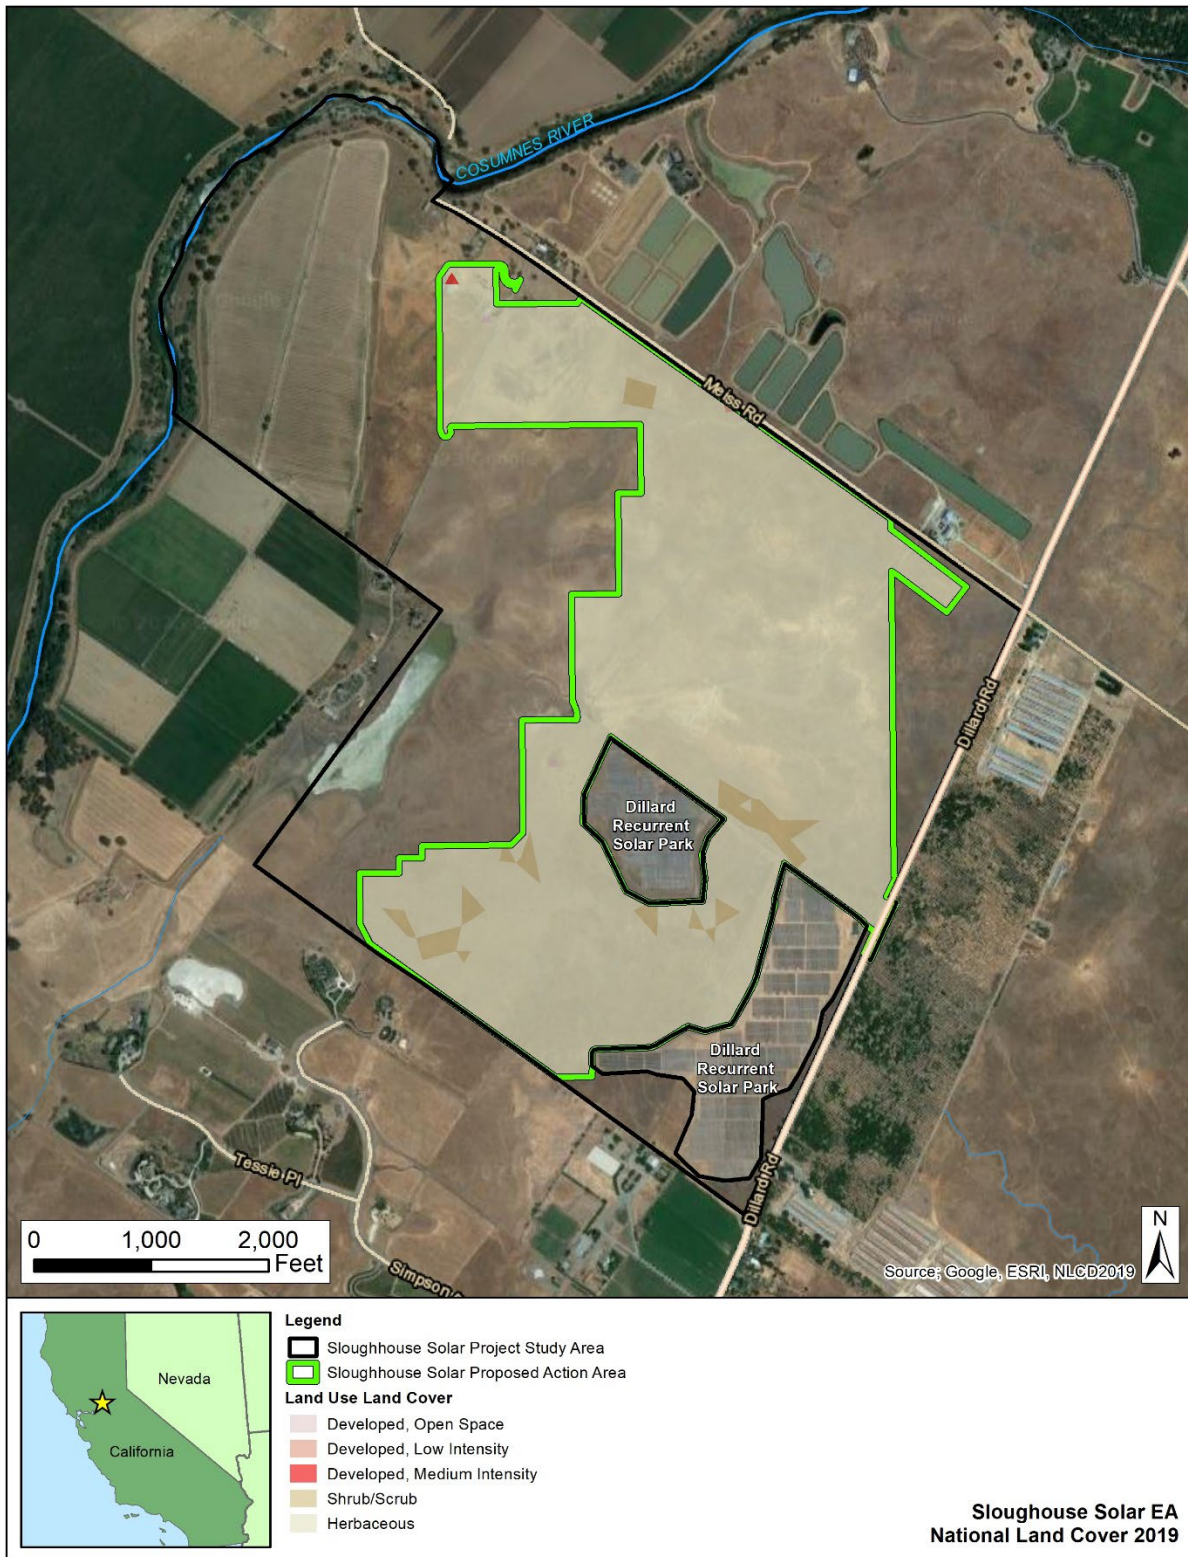 COSUMNES RIVER
Meiss Rd
Dillard Rd
Dillard
Recurrent
Solar Park
Dillard
Recurrent
Solar Park
Tessie Pl
Dillard Rd
Simpson
0 1,000 2,000
Feet
N
Source; Google, ESRI, NLCD2019
Nevada
California
Legend
Sloughhouse Solar Project Study Area
Sloughhouse Solar Proposed Action Area
Land Use Land Cover
Developed, Open Space
Developed, Low Intensity
Developed, Medium Intensity
Shrub/Scrub
Herbaceous
Sloughouse Solar EA
National Land Cover 2019